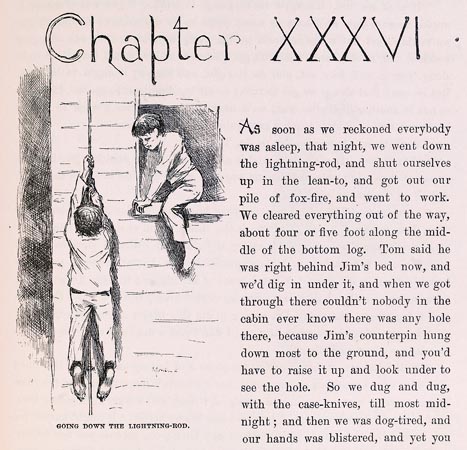 Chapter XXXVI
As soon as we reckoned everybody
was asleep, that night, we went down
the lightning-rod, and shut ourselves
up in the lean-to, and got out our
pile of fox-fire, and went to work.
We cleared everything out of the way,
about four or five foot along the mid-
dle of the bottom log. Tom said he
was right behind Jim's bed now, and
we'd dig in under it, and when we got
through there couldn't nobody in the
cabin ever know there was any hole
there, because Jim's counterpin hung
down most to the ground, and you'd
have to raise it up and look under to
see the hole. So we dug and dug,
with the case-knives, till most mid-
night; and then we was dog-tired, and
our hands was blistered, and yet you
GOING DOWN THE LIGHTNING-ROD.